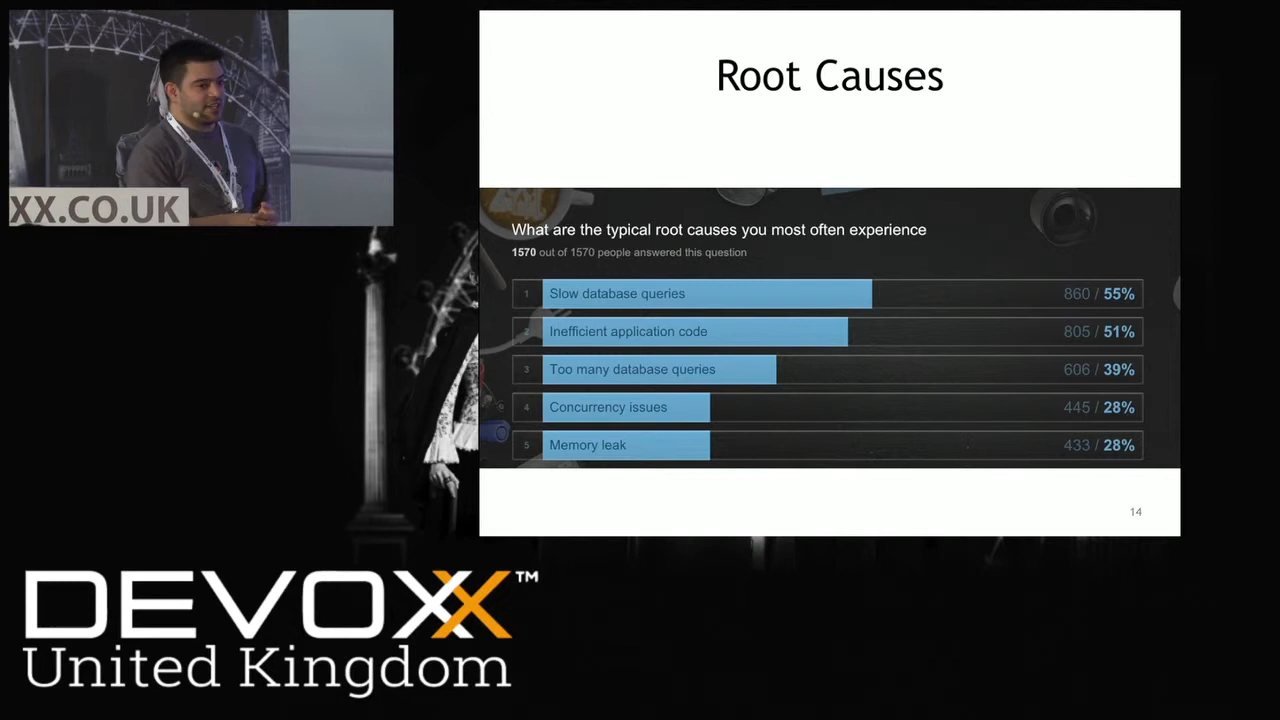 XX.CO.UK
Root Causes
What are the typical root causes you most often experience
1570 out of 1570 people answered this question
1 Slow database queries 860 / 55%
2 Inefficient application code 805 / 51%
3 Too many database queries 606 / 39%
4 Concurrency issues 445 / 28%
5 Memory leak 433 / 28%
14
DEVOXX™
United Kingdom